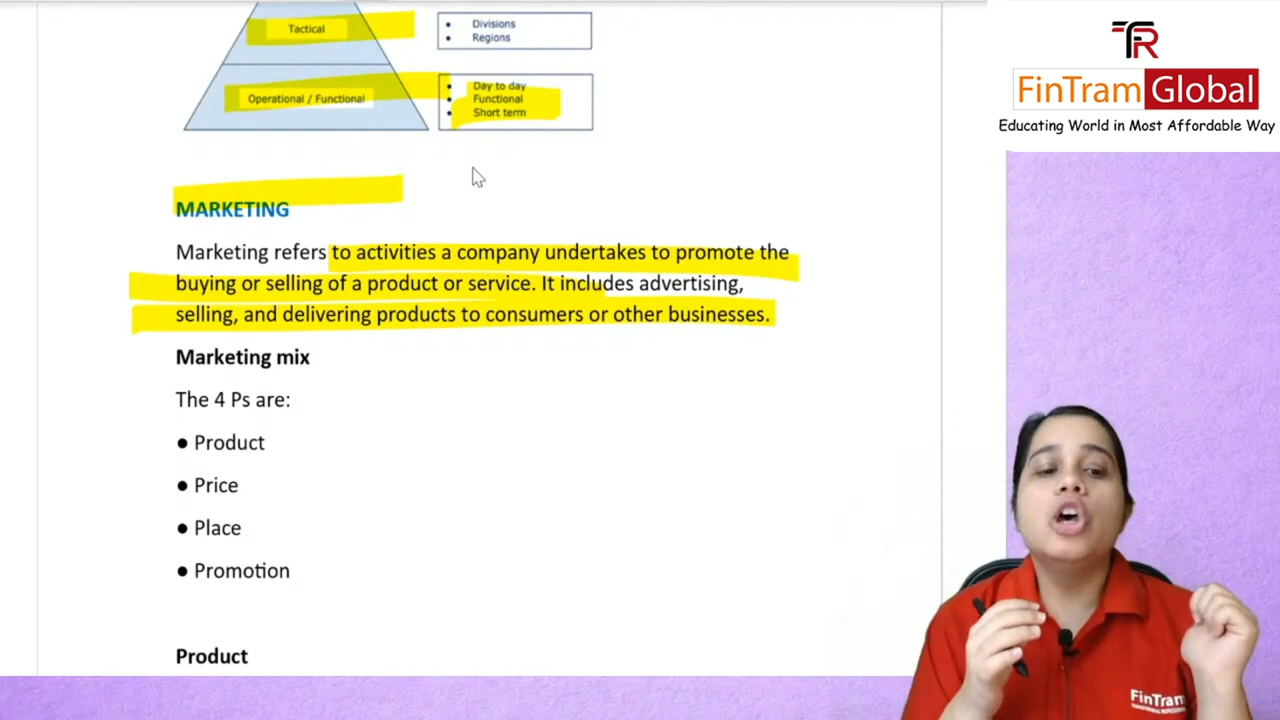 Tactical
• Divisions
• Regions
Operational / Functional
• Day to day
• Functional
• Short term
MARKETING
Marketing refers to activities a company undertakes to promote the
buying or selling of a product or service. It includes advertising,
selling, and delivering products to consumers or other businesses.
Marketing mix
The 4 Ps are:
● Product
● Price
● Place
● Promotion
Product
FinTram Global
Educating World in Most Affordable Way
FinTram